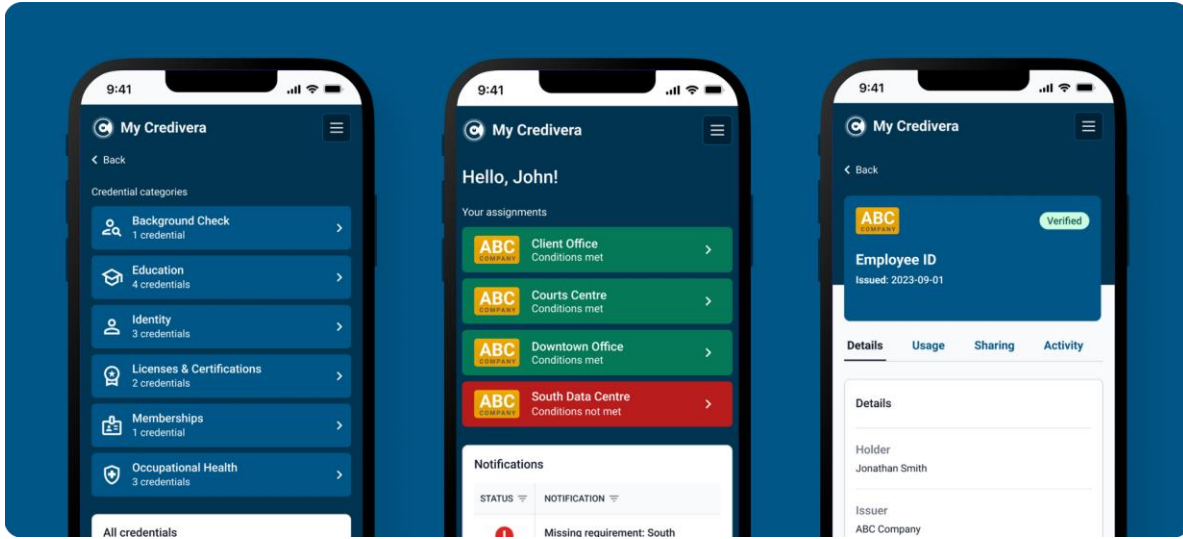 9:41
My Credivera
Back
Credential categories
Background Check
1 credential
Education
4 credentials
Identity
3 credentials
Licenses & Certifications
2 credentials
Memberships
1 credential
Occupational Health
3 credentials
All credentials
9:41
My Credivera
Hello, John!
Your assignments
ABC
COMPANY
Client Office
Conditions met
ABC
COMPANY
Courts Centre
Conditions met
ABC
COMPANY
Downtown Office
Conditions met
ABC
COMPANY
South Data Centre
Conditions not met
Notifications
STATUS NOTIFICATION
Missing requirement: South
9:41
My Credivera
Back
ABC
COMPANY
Verified
Employee ID
Issued: 2023-09-01
Details Usage Sharing Activity
Details
Holder
Jonathan Smith
Issuer
ABC Company